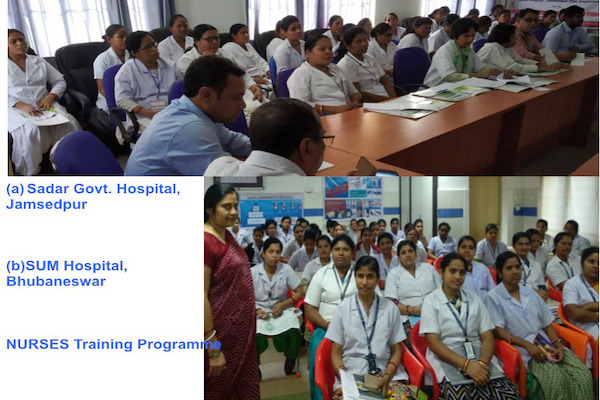 (a) Sadar Govt. Hospital,
Jamsedpur
(b)SUM Hospital,
Bhubaneswar
NURSES Training Programme